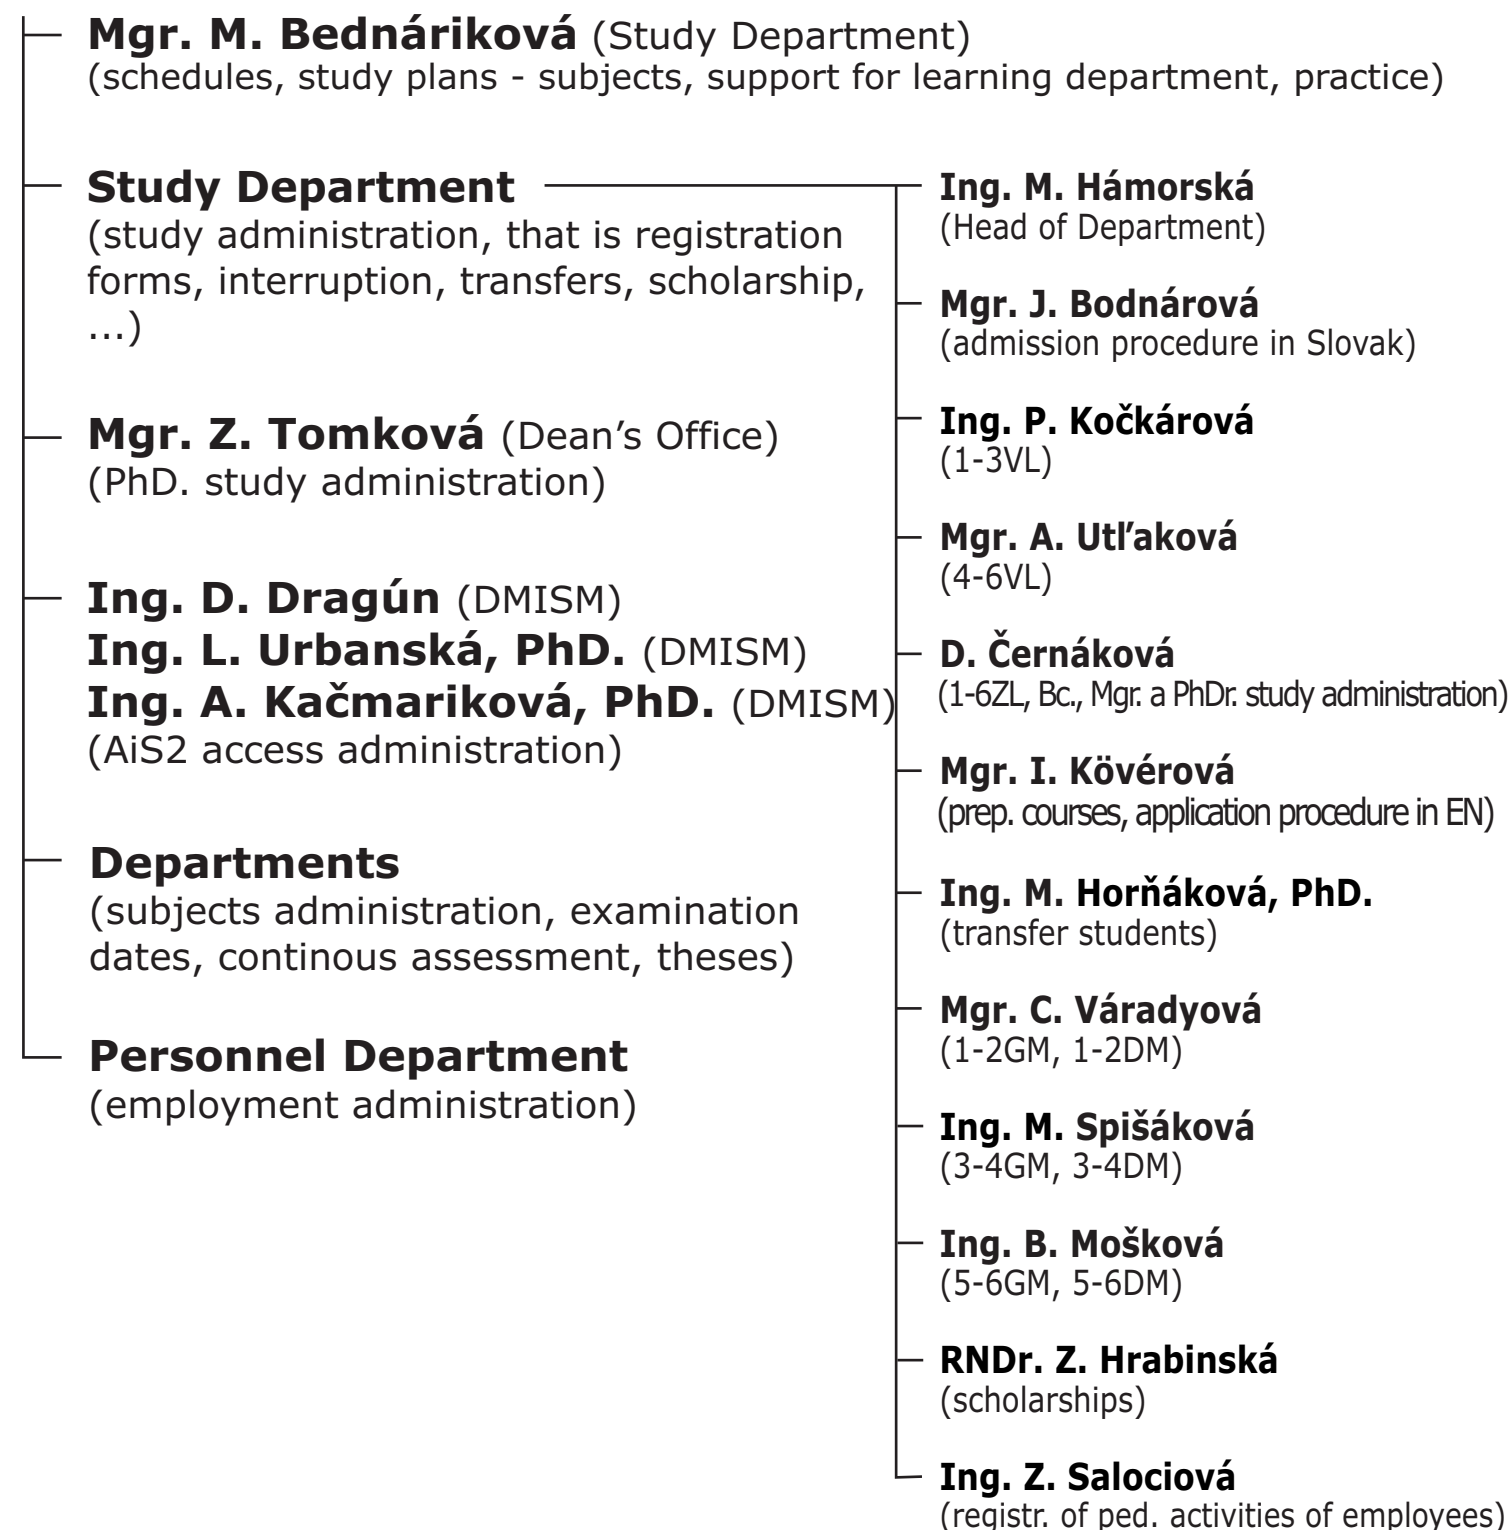 Mgr. M. Bednáriková (Study Department)
(schedules, study plans - subjects, support for learning department, practice)
Study Department
(study administration, that is registration
forms, interruption, transfers, scholarship,
...)
Mgr. Z. Tomková (Dean's Office)
(PhD. study administration)
Ing. D. Dragún (DMISM)
Ing. L. Urbanská, PhD. (DMISM)
Ing. A. Kačmariková, PhD. (DMISM)
(AiS2 access administration)
Departments
(subjects administration, examination
dates, continous assessment, theses)
Personnel Department
(employment administration)
Ing. M. Hámorská
(Head of Department)
Mgr. J. Bodnárová
(admission procedure in Slovak)
Ing. P. Kočkárová
(1-3VL)
Mgr. A. Utľaková
(4-6VL)
D. Černáková
(1-6ZL, Bc., Mgr. a PhDr. study administration)
Mgr. I. Kövérová
(prep. courses, application procedure in EN)
Ing. M. Horňáková, PhD.
(transfer students)
Mgr. C. Váradyová
(1-2GM, 1-2DM)
Ing. M. Spišáková
(3-4GM, 3-4DM)
Ing. B. Mošková
(5-6GM, 5-6DM)
RNDr. Z. Hrabinská
(scholarships)
Ing. Z. Salociová
(registr. of ped. activities of employees)